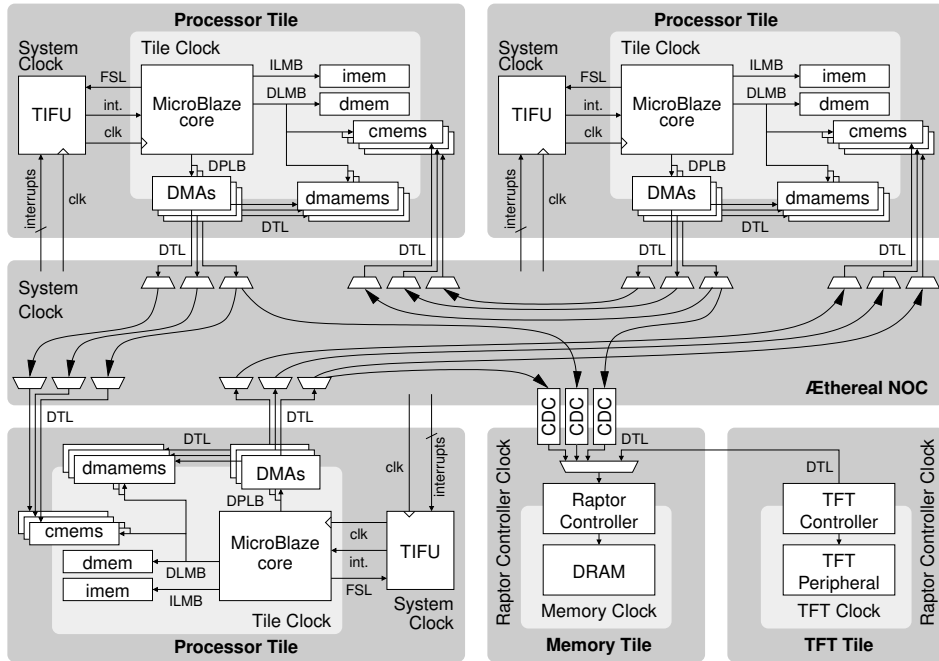 Processor Tile
System
Clock
Tile Clock
FSL
TIFU
int.
clk
MicroBlaze
core
ILMB
imem
DLMB
dmem
cmems
DPLB
DMAs
dmamems
DTL
interrupts
clk
DTL
DTL
Processor Tile
System
Clock
Tile Clock
FSL
TIFU
int.
clk
MicroBlaze
core
ILMB
imem
DLMB
dmem
cmems
DPLB
DMAs
dmamems
DTL
interrupts
clk
DTL
DTL
System
Clock
Æthereal NOC
DTL
DTL
CDC
CDC
CDC
DTL
clk
interrupts
dmamems
DTL
DMAs
DPLB
cmems
dmem
imem
DLMB
ILMB
MicroBlaze
core
clk
int.
FSL
TIFU
Tile Clock
System
Clock
Processor Tile
Raptor Controller Clock
Raptor
Controller
DRAM
Memory Clock
Memory Tile
DTL
TFT
Controller
TFT
Peripheral
TFT Clock
TFT Tile
Raptor Controller Clock